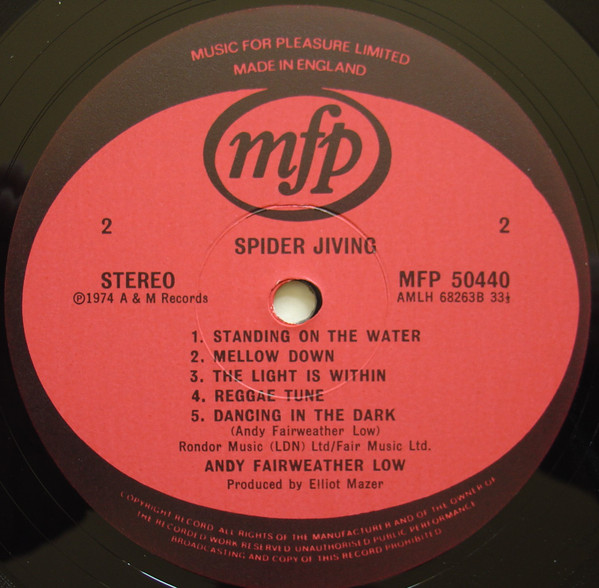 MUSIC FOR PLEASURE LIMITED
MADE IN ENGLAND
mfp
2 2
SPIDER JIVING
STEREO MFP 50440
℗1974 A & M Records AMLH 68263B 33⅓
1. STANDING ON THE WATER
2. MELLOW DOWN
3. THE LIGHT IS WITHIN
4. REGGAE TUNE
5. DANCING IN THE DARK
(Andy Fairweather Low)
Rondor Music (LDN) Ltd/Fair Music Ltd.
ANDY FAIRWEATHER LOW
Produced by Elliot Mazer
COPYRIGHT RECORD. ALL RIGHTS OF THE MANUFACTURER AND OF THE OWNER OF
THE RECORDED WORK RESERVED UNAUTHORISED PUBLIC PERFORMANCE
BROADCASTING AND COPY OF THIS RECORD PROHIBITED